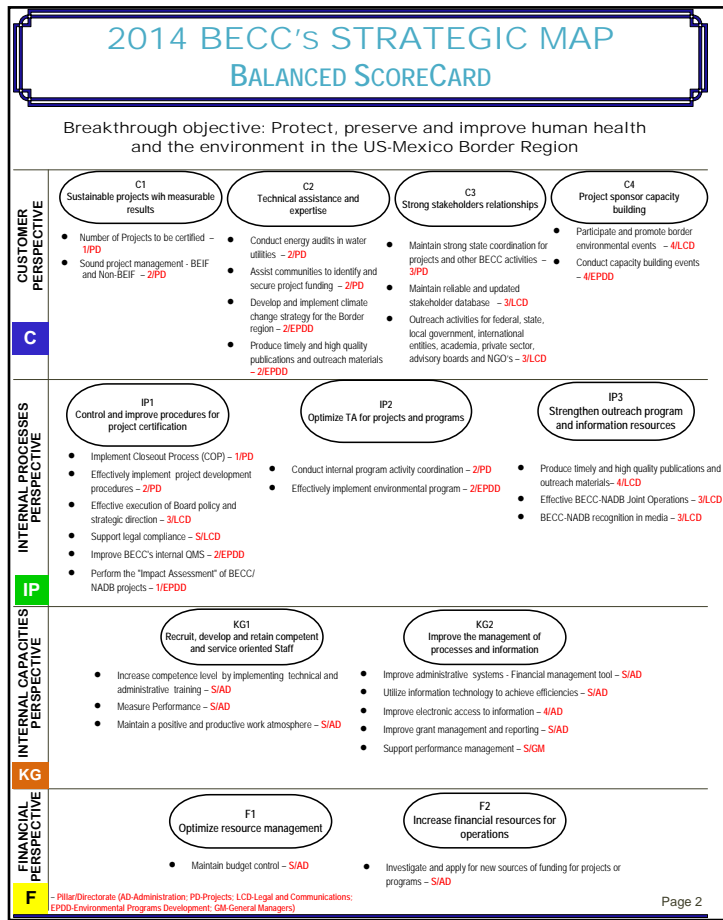 2014 BECC's STRATEGIC MAP
BALANCED SCORECARD
Breakthrough objective: Protect, preserve and improve human health
and the environment in the US-Mexico Border Region
CUSTOMER
PERSPECTIVE
C
C1
Sustainable projects wih measurable
results
● Number of Projects to be certified –
1/PD
● Sound project management - BEIF
and Non-BEIF – 2/PD
C2
Technical assistance and
expertise
● Conduct energy audits in water
utilities – 2/PD
● Assist communities to identify and
secure project funding – 2/PD
● Develop and implement climate
change strategy for the Border
region – 2/EPDD
● Produce timely and high quality
publications and outreach materials
– 2/EPDD
C3
Strong stakeholders relationships
● Maintain strong state coordination for
projects and other BECC activities –
3/PD
● Maintain reliable and updated
stakeholder database – 3/LCD
● Outreach activities for federal, state,
local government, international
entities, academia, private sector,
advisory boards and NGO's – 3/LCD
C4
Project sponsor capacity
building
● Participate and promote border
environmental events – 4/LCD
● Conduct capacity building events
– 4/EPDD
INTERNAL PROCESSES
PERSPECTIVE
IP
IP1
Control and improve procedures for
project certification
● Implement Closeout Process (COP) – 1/PD
● Effectively implement project development
procedures – 2/PD
● Effective execution of Board policy and
strategic direction – 3/LCD
● Support legal compliance – S/LCD
● Improve BECC's internal QMS – 2/EPDD
● Perform the "Impact Assessment" of BECC/
NADB projects – 1/EPDD
IP2
Optimize TA for projects and programs
● Conduct internal program activity coordination – 2/PD
● Effectively implement environmental program – 2/EPDD
IP3
Strengthen outreach program
and information resources
● Produce timely and high quality publications and
outreach materials– 4/LCD
● Effective BECC-NADB Joint Operations – 3/LCD
● BECC-NADB recognition in media – 3/LCD
INTERNAL CAPACITIES
PERSPECTIVE
KG
KG1
Recruit, develop and retain competent
and service oriented Staff
● Increase competence level by implementing technical and
administrative training – S/AD
● Measure Performance – S/AD
● Maintain a positive and productive work atmosphere – S/AD
KG2
Improve the management of
processes and information
● Improve administrative systems - Financial management tool – S/AD
● Utilize information technology to achieve efficiencies – S/AD
● Improve electronic access to information – 4/AD
● Improve grant management and reporting – S/AD
● Support performance management – S/GM
FINANCIAL
PERSPECTIVE
F
F1
Optimize resource management
● Maintain budget control – S/AD
F2
Increase financial resources for
operations
● Investigate and apply for new sources of funding for projects or
programs – S/AD
– Pillar/Directorate (AD-Administration; PD-Projects; LCD-Legal and Communications;
EPDD-Environmental Programs Development; GM-General Managers)
Page 2